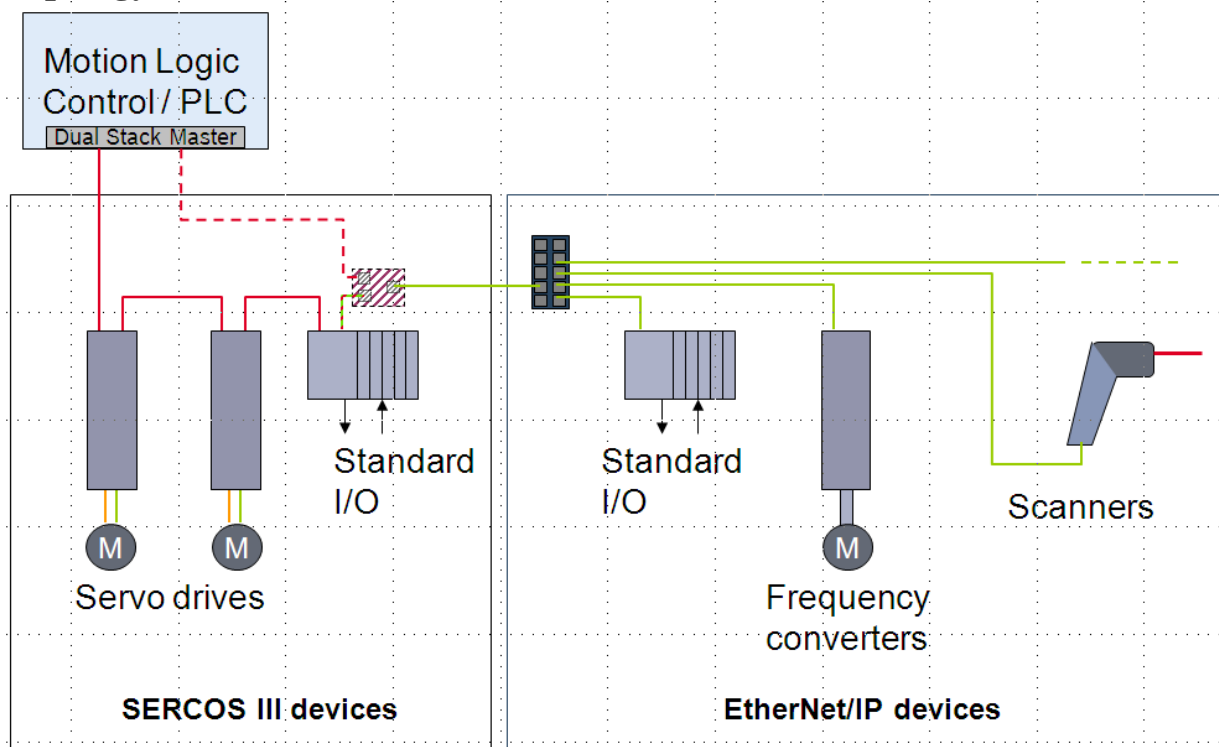 Motion Logic
Control / PLC
Dual Stack Master
Standard
I/O
Standard
I/O
Scanners
M
M
M
Servo drives
Frequency
converters
SERCOS III devices
EtherNet/IP devices